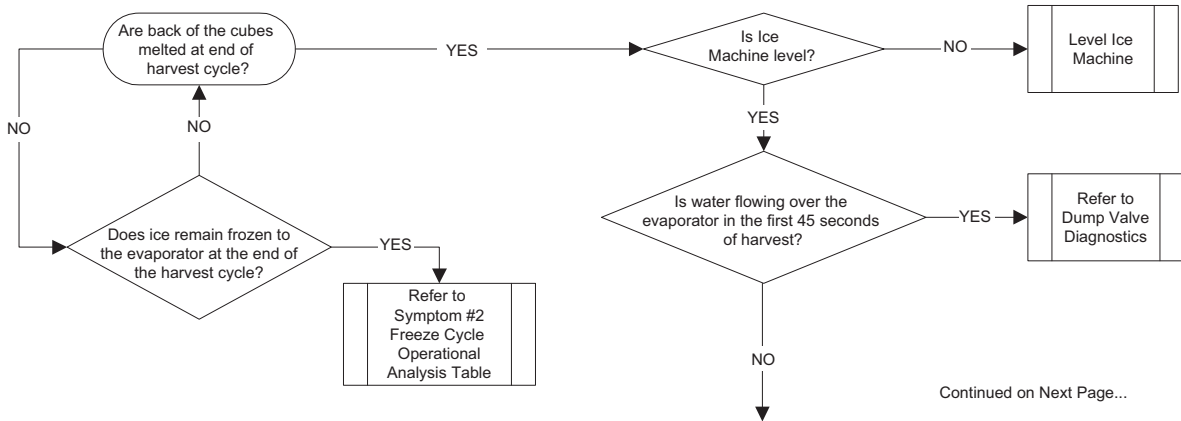 Are back of the cubes
melted at end of
harvest cycle?
YES
Is Ice
Machine level?
NO
Level Ice
Machine
NO
NO
YES
Does ice remain frozen to
the evaporator at the end of
the harvest cycle?
YES
Refer to
Symptom #2
Freeze Cycle
Operational
Analysis Table
Is water flowing over the
evaporator in the first 45 seconds
of harvest?
YES
Refer to
Dump Valve
Diagnostics
NO
Continued on Next Page...